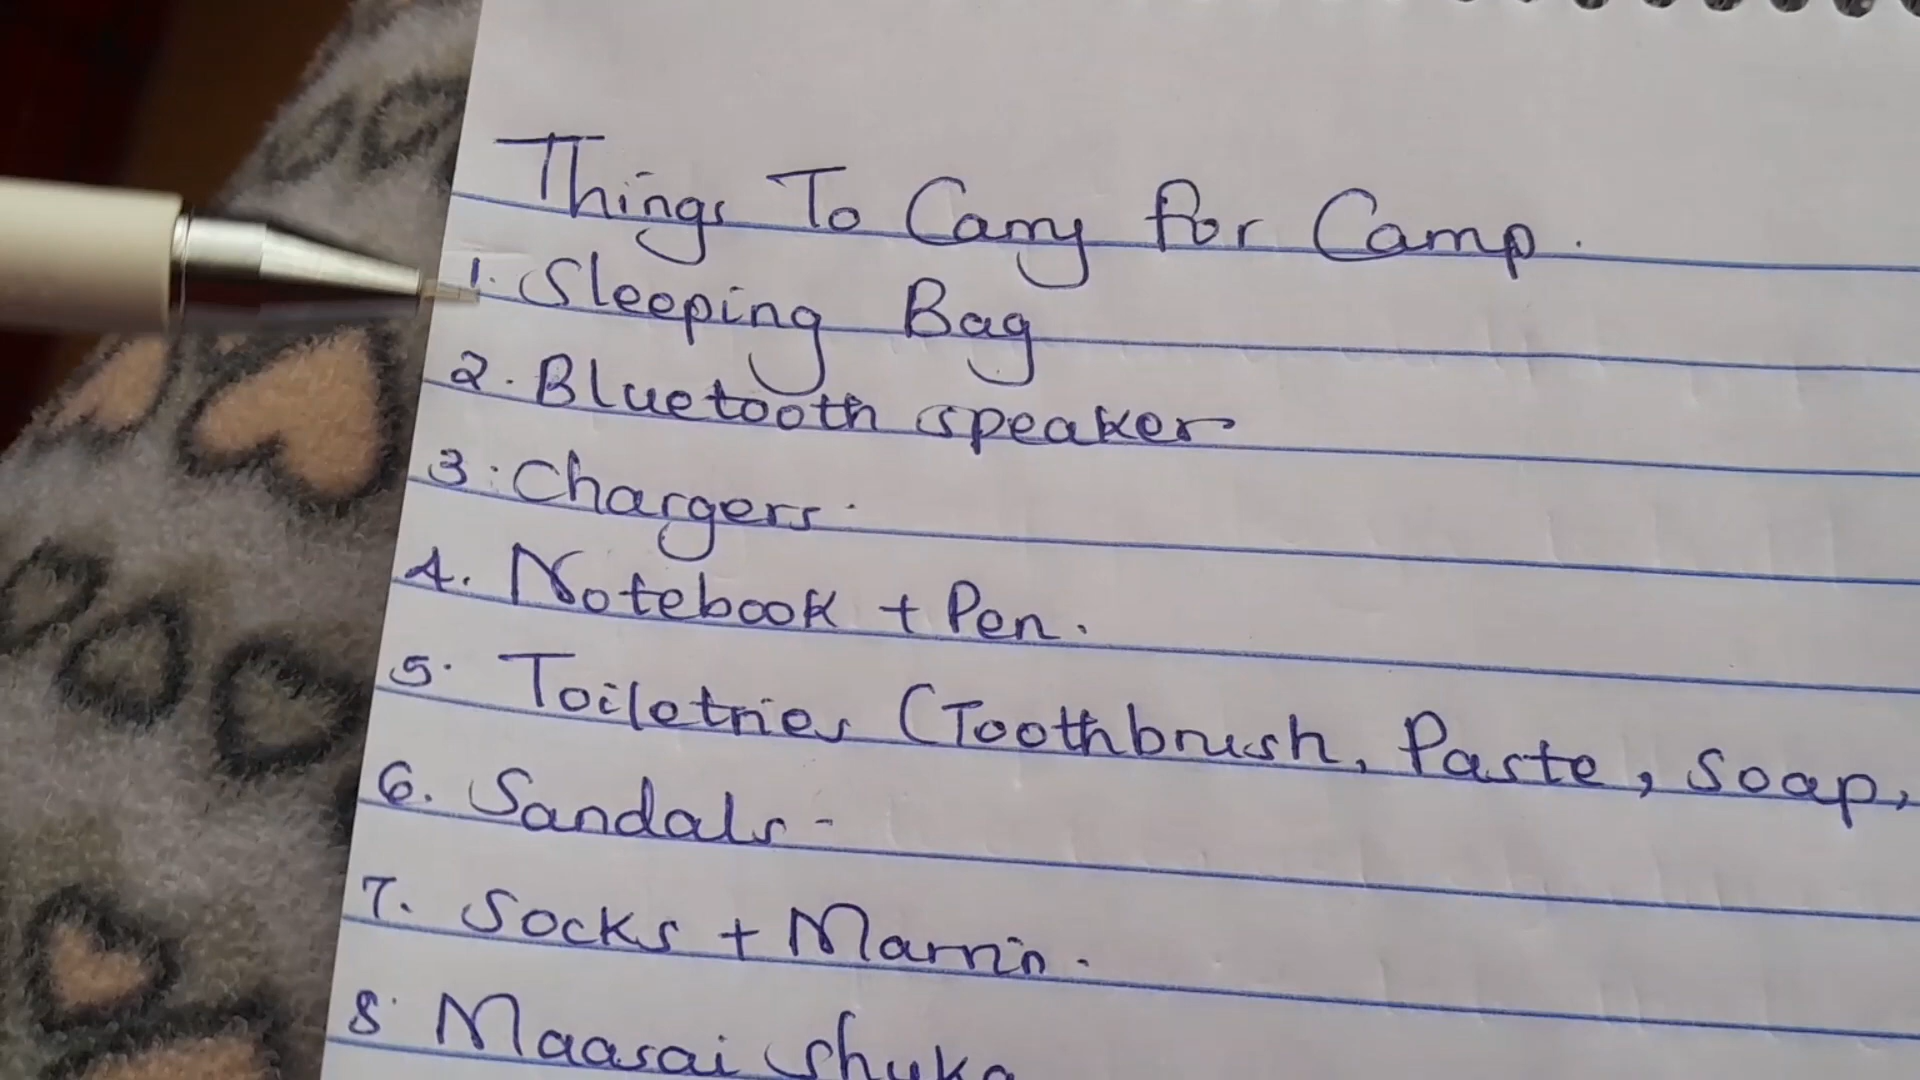 Things To Carry for Camp.
1. Sleeping Bag
2. Bluetooth speaker
3. Chargers.
4. Notebook + Pen.
5. Toiletries (Toothbrush, Paste, Soap,
6. Sandals -
7. Socks + Marvin.
8. Maasai shuka